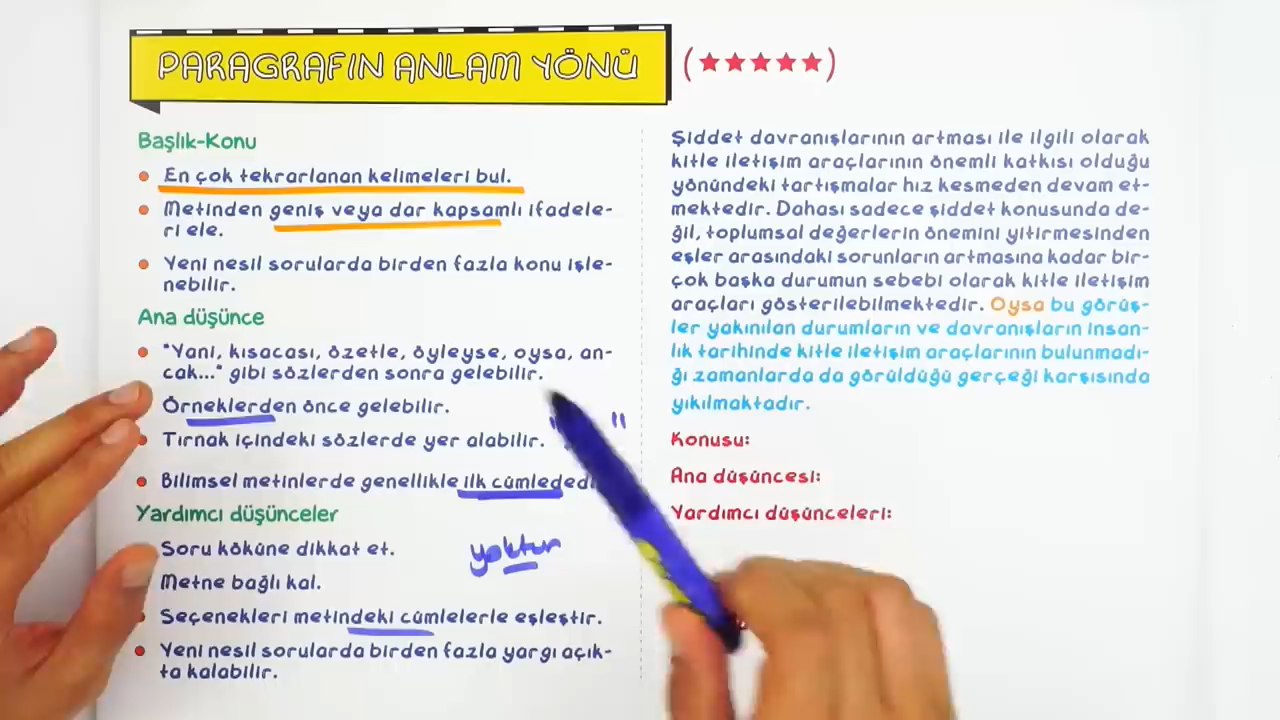 PARAGRAFIN ANLAM YÖNÜ (★★★★★)
Başlık-Konu
En çok tekrarlanan kelimeleri bul.
Metinden geniş veya dar kapsamlı ifadele-
ri ele.
Yeni nesil sorularda birden fazla konu işle-
nebilir.
Ana düşünce
"Yani, kısacası, özetle, öyleyse, oysa, an-
cak..." gibi sözlerden sonra gelebilir.
Örneklerden önce gelebilir.
Tırnak içindeki sözlerde yer alabilir. " "
Bilimsel metinlerde genellikle ilk cümlededi
Yardımcı düşünceler
Soru köküne dikkat et.
yoktur
Metne bağlı kal.
Seçenekleri metindeki cümlelerle eşleştir.
Yeni nesil sorularda birden fazla yargı açık-
ta kalabilir.
Şiddet davranışlarının artması ile ilgili olarak
kitle iletişim araçlarının önemli katkısı olduğu
yönündeki tartışmalar hız kesmeden devam et-
mektedir. Dahası sadece şiddet konusunda de-
ğil, toplumsal değerlerin önemini yitirmesinden
eşler arasındaki sorunların artmasına kadar bir-
çok başka durumun sebebi olarak kitle iletişim
araçları gösterilebilmektedir. Oysa bu görüş-
ler yakınılan durumların ve davranışların insan-
lık tarihinde kitle iletişim araçlarının bulunmadı-
ğı zamanlarda da görüldüğü gerçeği karşısında
yıkılmaktadır.
Konusu:
Ana düşüncesi:
Yardımcı düşünceleri: